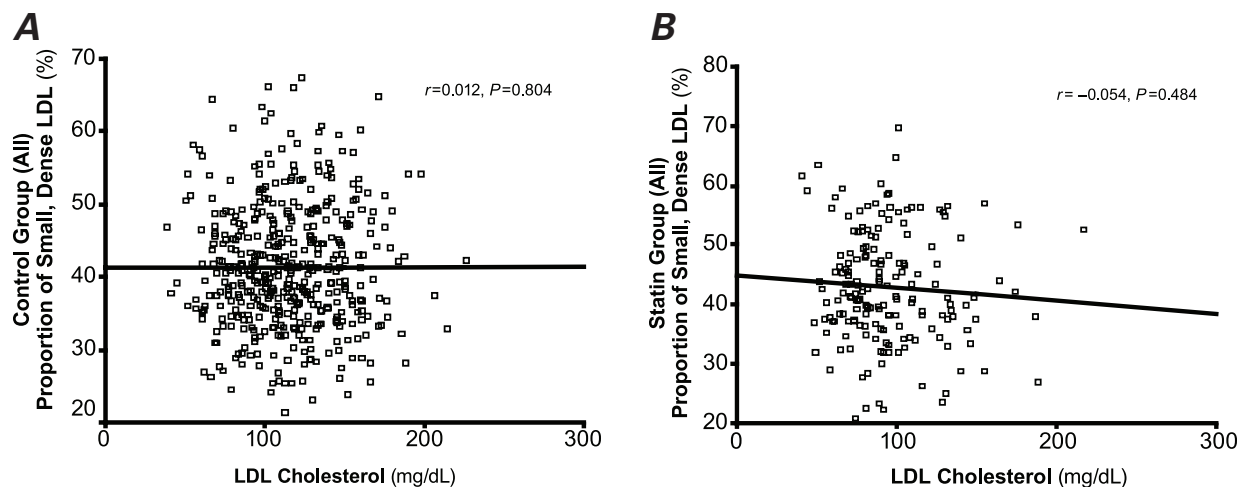 A
Control Group (All)
Proportion of Small, Dense LDL (%)
70
60
50
40
30
20
r=0.012, P=0.804
0
100
200
300
LDL Cholesterol (mg/dL)
B
Statin Group (All)
Proportion of Small, Dense LDL (%)
80
70
60
50
40
30
20
r= –0.054, P=0.484
0
100
200
300
LDL Cholesterol (mg/dL)